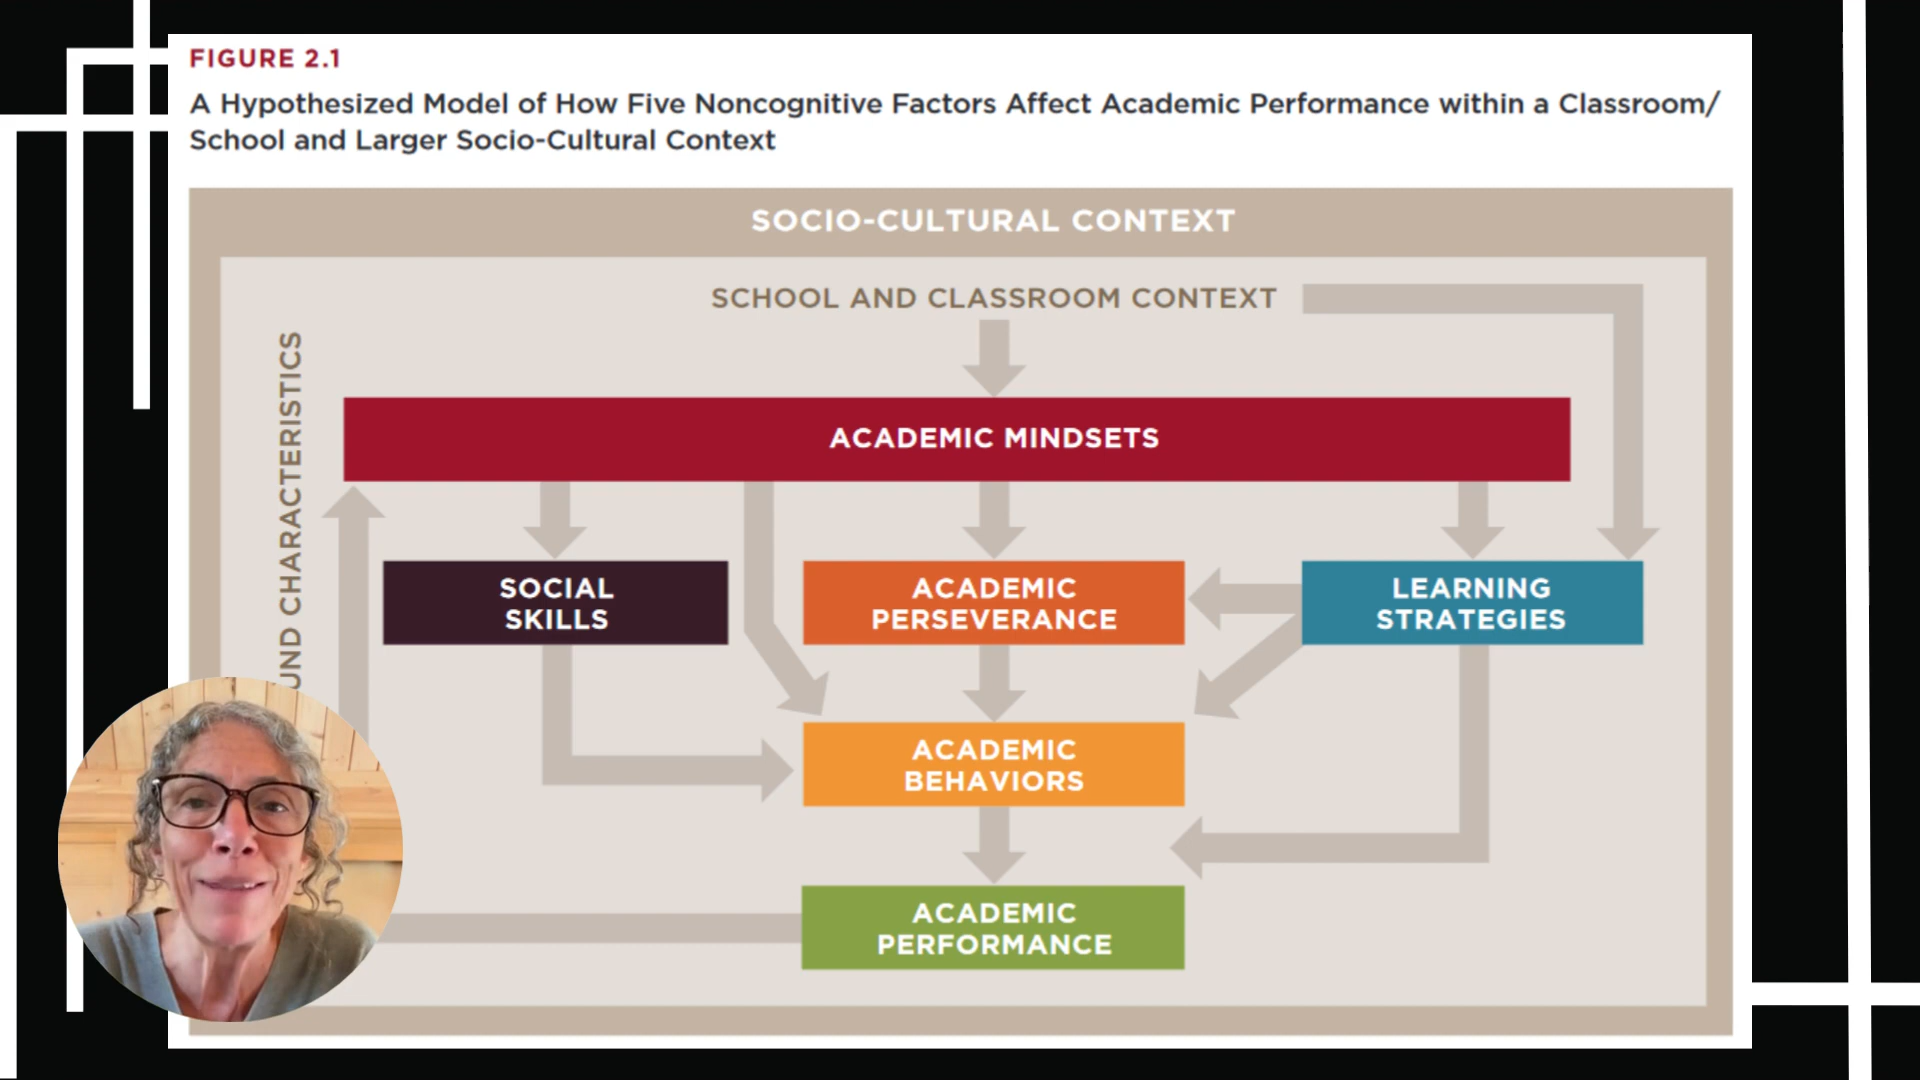 FIGURE 2.1
A Hypothesized Model of How Five Noncognitive Factors Affect Academic Performance within a Classroom/
School and Larger Socio-Cultural Context
SOCIO-CULTURAL CONTEXT
SCHOOL AND CLASSROOM CONTEXT
CHARACTERISTICS
ACADEMIC MINDSETS
SOCIAL
SKILLS
ACADEMIC
PERSEVERANCE
LEARNING
STRATEGIES
ACADEMIC
BEHAVIORS
ACADEMIC
PERFORMANCE